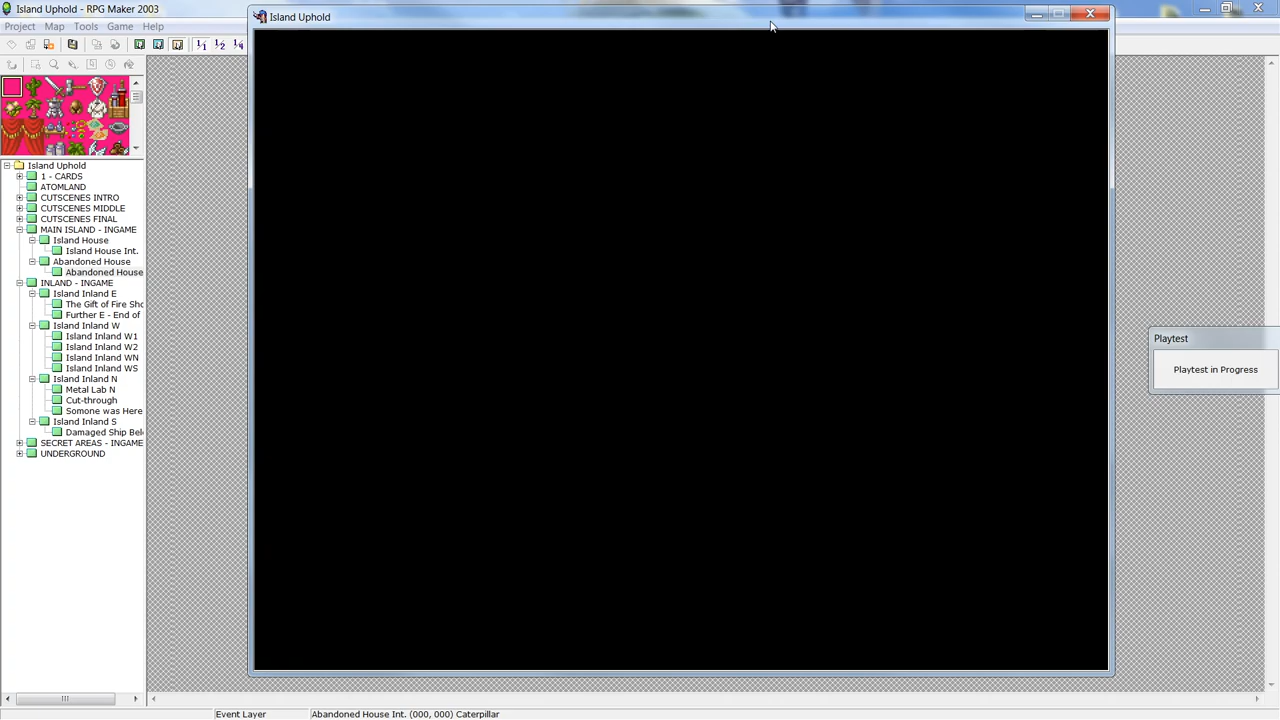 Island Uphold - RPG Maker 2003
Island Uphold
Project Map Tools Game Help
Island Uphold
1 - CARDS
ATOMLAND
CUTSCENES INTRO
CUTSCENES MIDDLE
CUTSCENES FINAL
MAIN ISLAND - INGAME
Island House
Island House Int.
Abandoned House
Abandoned House
INLAND - INGAME
Island Inland E
The Gift of Fire Sho
Further E - End of
Island Inland W
Island Inland W1
Island Inland W2
Island Inland WN
Island Inland WS
Island Inland N
Metal Lab N
Cut-through
Somone was Here
Island Inland S
Damaged Ship Bel
SECRET AREAS - INGAME
UNDERGROUND
Playtest
Playtest in Progress
Event Layer
Abandoned House Int. (000, 000) Caterpillar